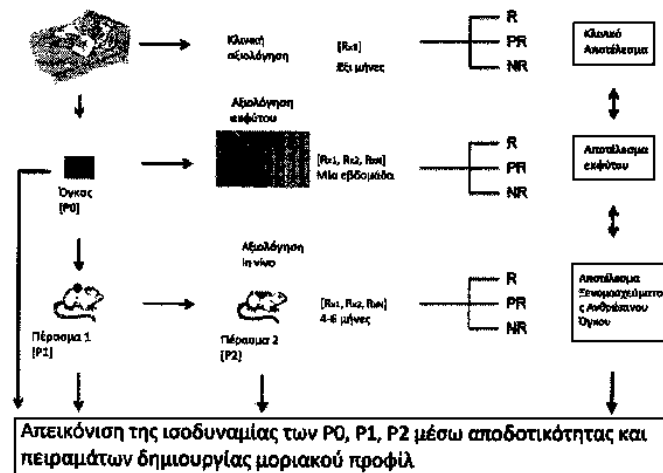 Κλινική
αξιολόγηση
[Rx1]
Έξι μήνες
R
PR
NR
Κλινικό
Αποτέλεσμα
Αξιολόγηση
εκφύτου
Όγκος
[P0]
[Rx1, Rx2, RxN]
Μία εβδομάδα
R
PR
NR
Αποτέλεσμα
εκφύτου
Αξιολόγηση
in vivo
Πέρασμα 1
[P1]
Πέρασμα 2
[P2]
[Rx1, Rx2, RxN]
4-6 μήνες
R
PR
NR
Αποτέλεσμα
Ξενομοσχεύματο
ς Ανθρώπινου
Όγκου
Απεικόνιση της ισοδυναμίας των P0, P1, P2 μέσω αποδοτικότητας και
πειραμάτων δημιουργίας μοριακού προφίλ